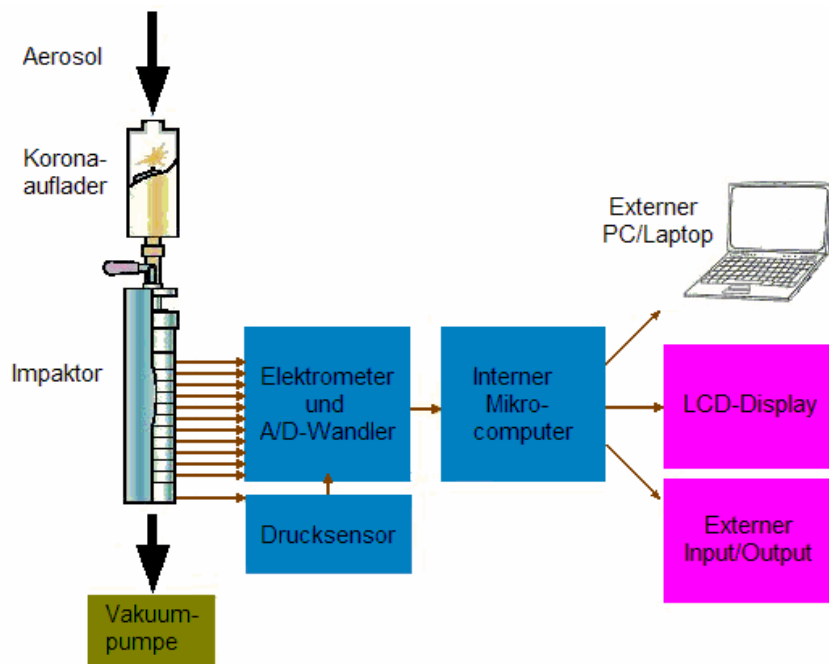 Aerosol
Korona-
auflader
Externer
PC/Laptop
Impaktor
Elektrometer
und
A/D-Wandler
Interner
Mikro-
computer
LCD-Display
Drucksensor
Externer
Input/Output
Vakuum-
pumpe